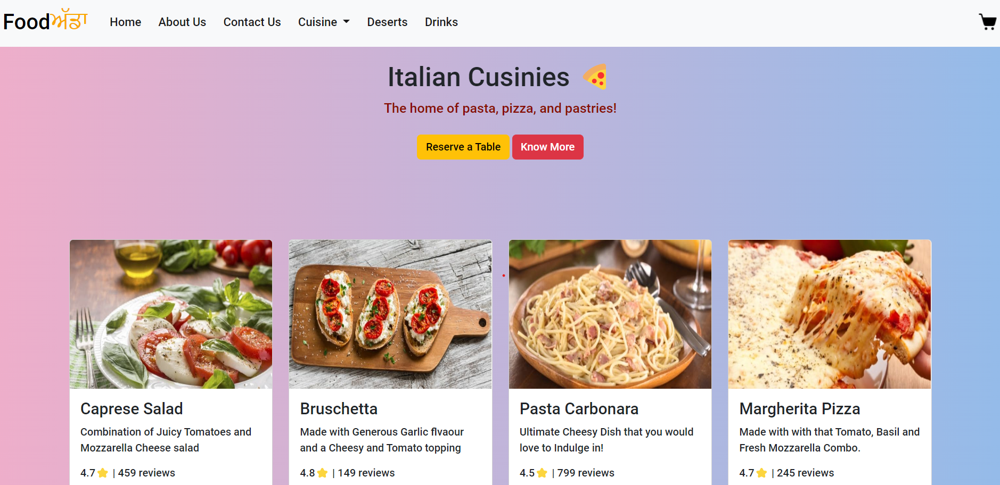 Foodਅੱਡਾ
Home
About Us
Contact Us
Cuisine
Deserts
Drinks
Italian Cusinies
The home of pasta, pizza, and pastries!
Reserve a Table
Know More
Caprese Salad
Combination of Juicy Tomatoes and
Mozzarella Cheese salad
4.7 | 459 reviews
Bruschetta
Made with Generous Garlic flvaour
and a Cheesy and Tomato topping
4.8 | 149 reviews
Pasta Carbonara
Ultimate Cheesy Dish that you would
love to Indulge in!
4.5 | 799 reviews
Margherita Pizza
Made with with that Tomato, Basil and
Fresh Mozzarella Combo.
4.7 | 245 reviews